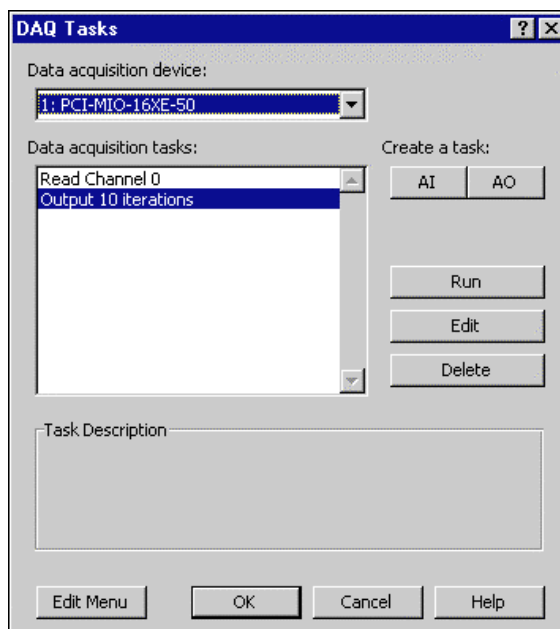 DAQ Tasks
Data acquisition device:
1: PCI-MIO-16XE-50
Data acquisition tasks:
Create a task:
Read Channel 0
Output 10 iterations
AI
AO
Run
Edit
Delete
Task Description
Edit Menu
OK
Cancel
Help